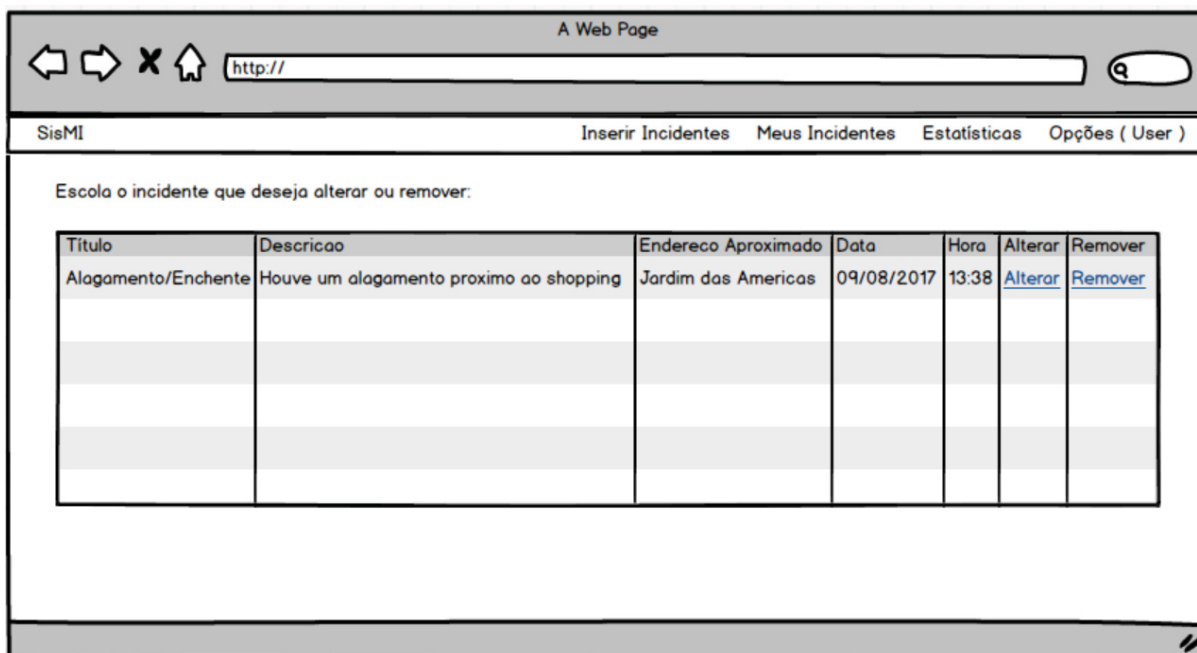 A Web Page
http://
SisMI Inserir Incidentes Meus Incidentes Estatísticas Opções ( User )
Escola o incidente que deseja alterar ou remover:
Título Descricao Endereco Aproximado Data Hora Alterar Remover
Alagamento/Enchente Houve um alagamento proximo ao shopping Jardim das Americas 09/08/2017 13:38 Alterar Remover